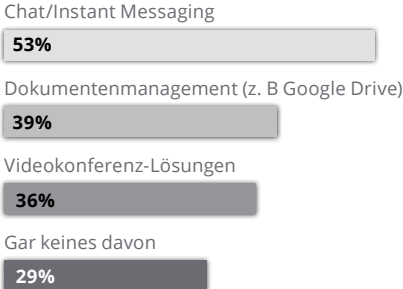 Chat/Instant Messaging
53%
Dokumentenmanagement (z. B Google Drive)
39%
Videokonferenz-Lösungen
36%
Gar keines davon
29%